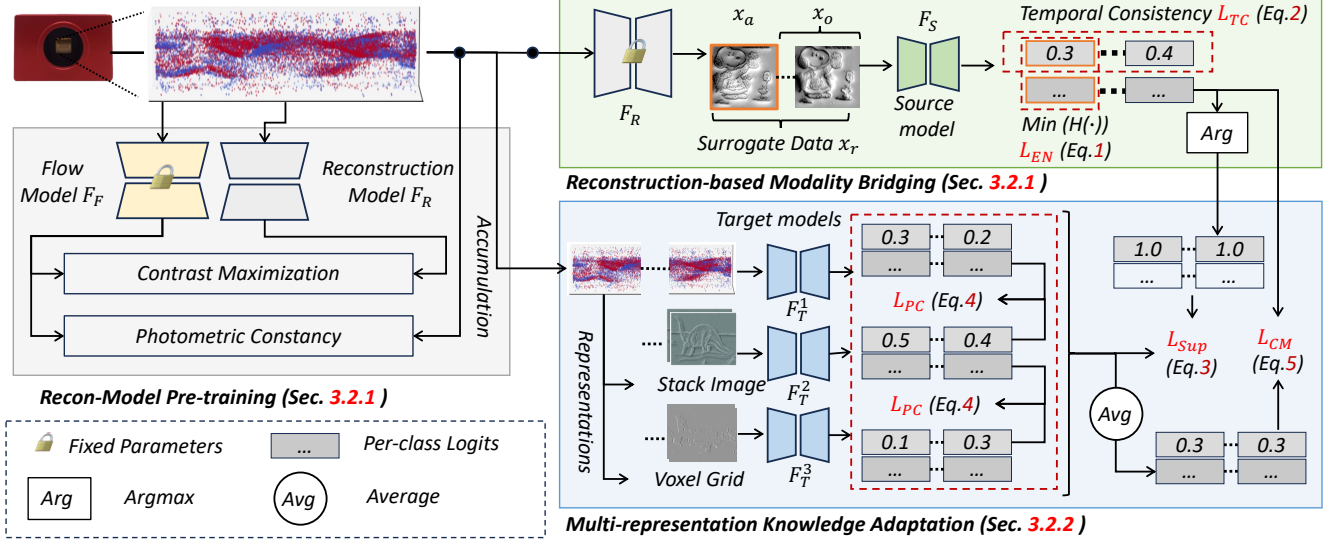 Flow
Model F_F
Reconstruction
Model F_R
Contrast Maximization
Photometric Constancy
Accumulation
Recon-Model Pre-training (Sec. 3.2.1 )
Fixed Parameters
...
Per-class Logits
Arg
Argmax
Avg
Average
F_R
x_a
x_o
Surrogate Data x_r
F_S
Source
model
Temporal Consistency L_TC (Eq.2)
0.3
0.4
...
...
Min (H(·))
L_EN (Eq.1)
Arg
Reconstruction-based Modality Bridging (Sec. 3.2.1 )
Target models
Representations
Stack Image
Voxel Grid
F_T^1
F_T^2
F_T^3
0.3
0.2
...
...
L_PC (Eq.4)
0.5
0.4
...
...
L_PC (Eq.4)
0.1
0.3
...
...
1.0
1.0
...
...
L_Sup
(Eq.3)
L_CM
(Eq.5)
Avg
0.3
0.3
...
...
Multi-representation Knowledge Adaptation (Sec. 3.2.2 )